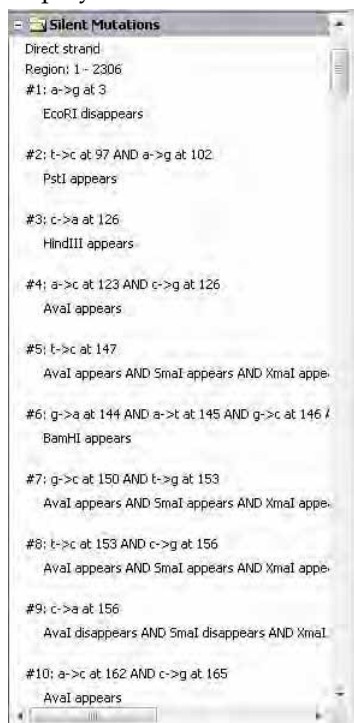 Silent Mutations
Direct strand
Region: 1 - 2306
#1: a->g at 3
EcoRI disappears
#2: t->c at 97 AND a->g at 102
PstI appears
#3: c->a at 126
HindIII appears
#4: a->c at 123 AND c->g at 126
AvaI appears
#5: t->c at 147
AvaI appears AND SmaI appears AND XmaI appe
#6: g->a at 144 AND a->t at 145 AND g->c at 146
BamHI appears
#7: g->c at 150 AND t->g at 153
AvaI appears AND SmaI appears AND XmaI appe
#8: t->c at 153 AND c->g at 156
AvaI appears AND SmaI appears AND XmaI appe
#9: c->a at 156
AvaI disappears AND SmaI disappears AND XmaI
#10: a->c at 162 AND c->g at 165
AvaI appears